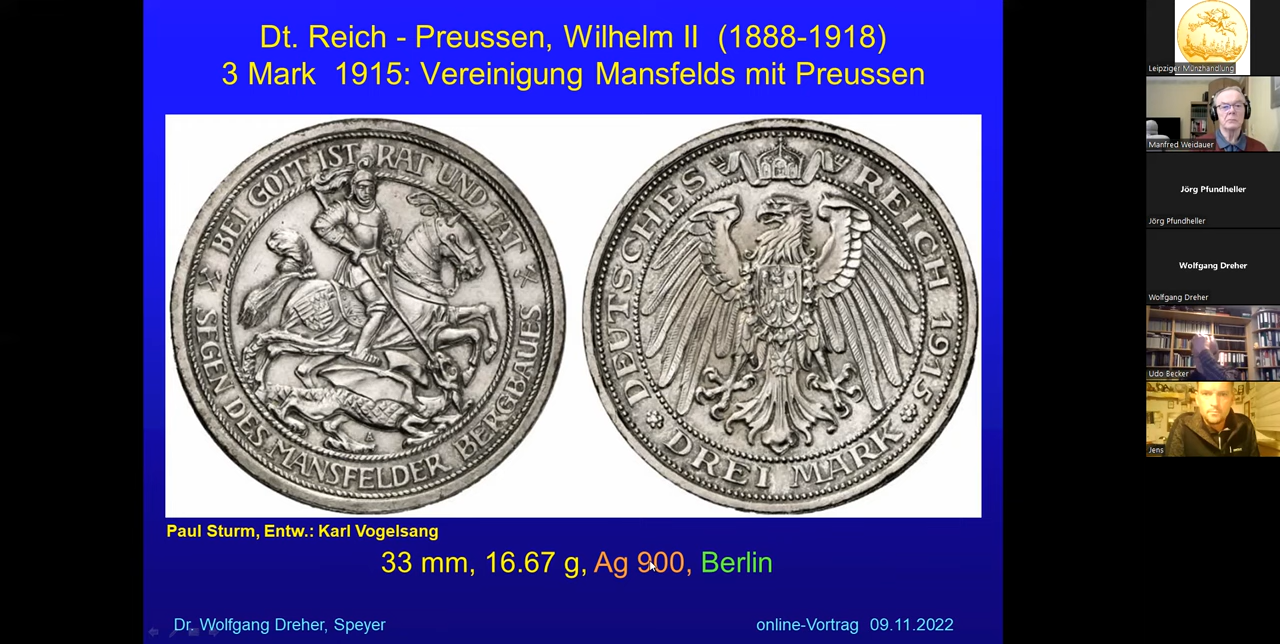 Dt. Reich - Preussen, Wilhelm II (1888-1918)
3 Mark 1915: Vereinigung Mansfelds mit Preussen
BEI GOTT IST RAT UND TAT
SEGEN DES MANSFELDER BERGBAUES
A
DEUTSCHES REICH 1915
DREI MARK
Paul Sturm, Entw.: Karl Vogelsang
33 mm, 16.67 g, Ag 900, Berlin
Dr. Wolfgang Dreher, Speyer
online-Vortrag 09.11.2022
Leipziger Münzhandlung
Manfred Weidauer
Jörg Pfundheller
Jörg Pfundheller
Wolfgang Dreher
Wolfgang Dreher
Udo Becker
Jens